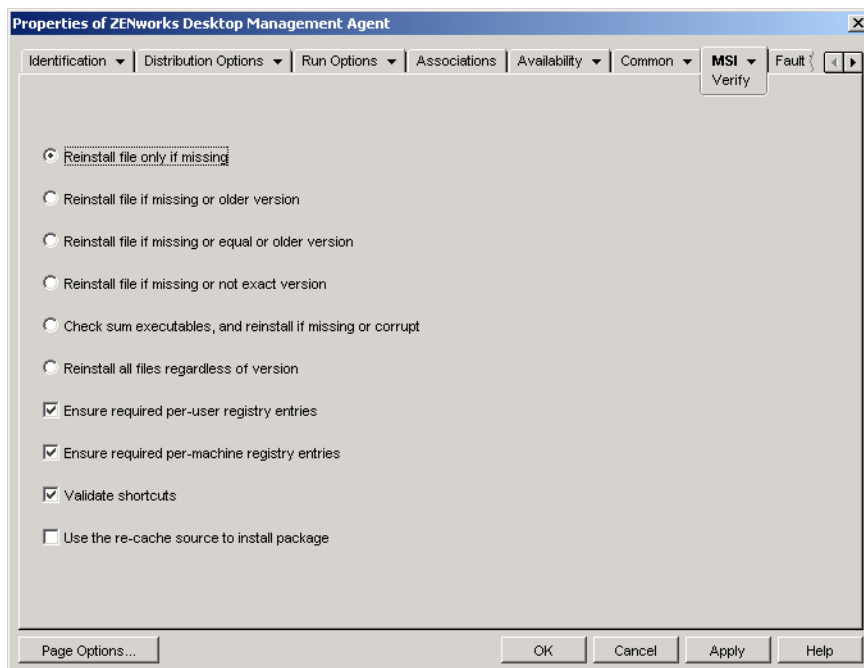 Properties of ZENworks Desktop Management Agent
Identification Distribution Options Run Options Associations Availability Common MSI Fault
Verify
Reinstall file only if missing
Reinstall file if missing or older version
Reinstall file if missing or equal or older version
Reinstall file if missing or not exact version
Check sum executables, and reinstall if missing or corrupt
Reinstall all files regardless of version
Ensure required per-user registry entries
Ensure required per-machine registry entries
Validate shortcuts
Use the re-cache source to install package
Page Options... OK Cancel Apply Help